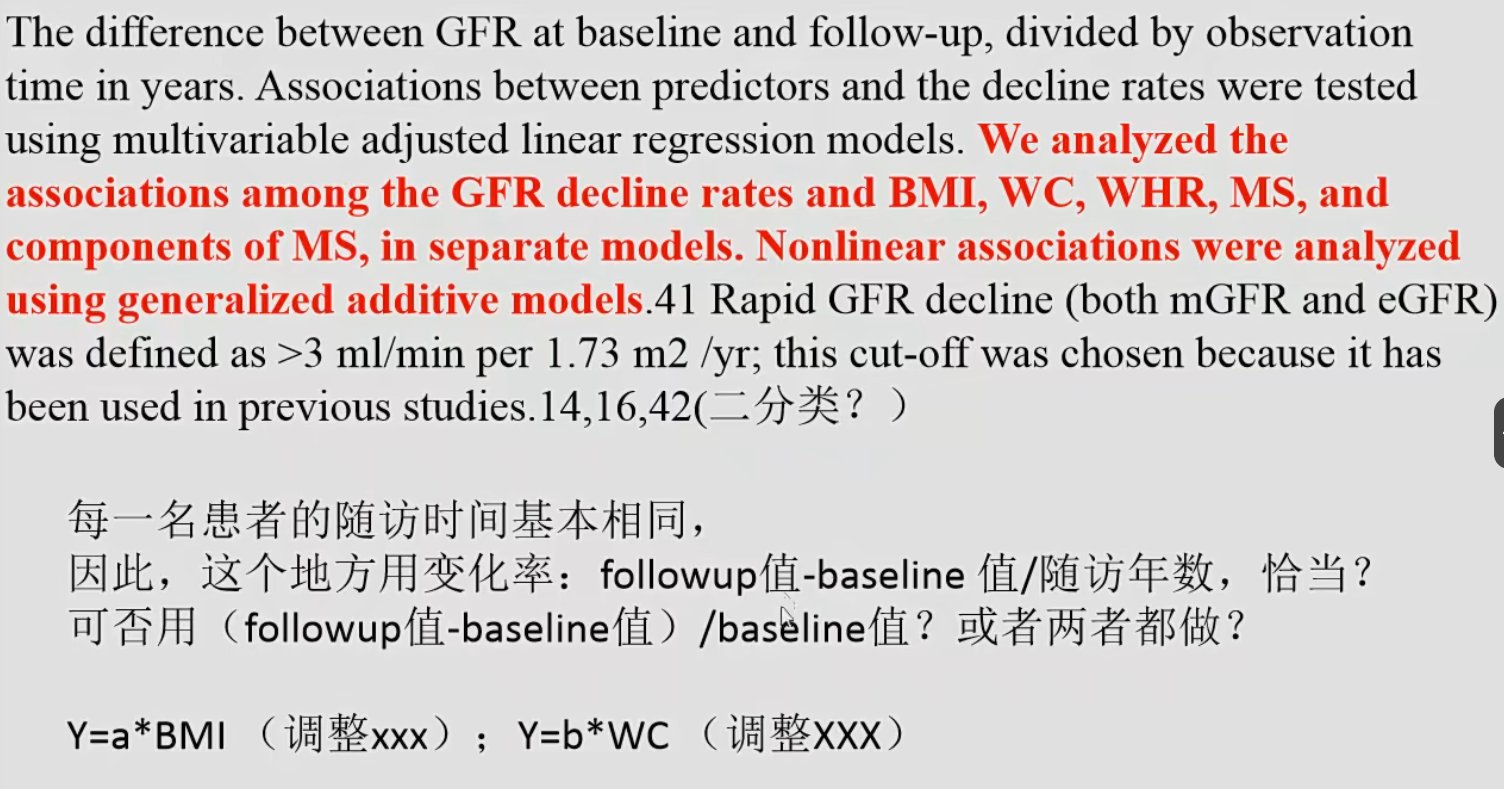 The difference between GFR at baseline and follow-up, divided by observation
time in years. Associations between predictors and the decline rates were tested
using multivariable adjusted linear regression models. We analyzed the
associations among the GFR decline rates and BMI, WC, WHR, MS, and
components of MS, in separate models. Nonlinear associations were analyzed
using generalized additive models.41 Rapid GFR decline (both mGFR and eGFR)
was defined as >3 ml/min per 1.73 m2 /yr; this cut-off was chosen because it has
been used in previous studies.14,16,42(二分类？）
每一名患者的随访时间基本相同，
因此，这个地方用变化率：followup值-baseline 值/随访年数，恰当？
可否用（followup值-baseline值）/baseline值？或者两者都做？
Y=a*BMI （调整xxx）；Y=b*WC （调整XXX）